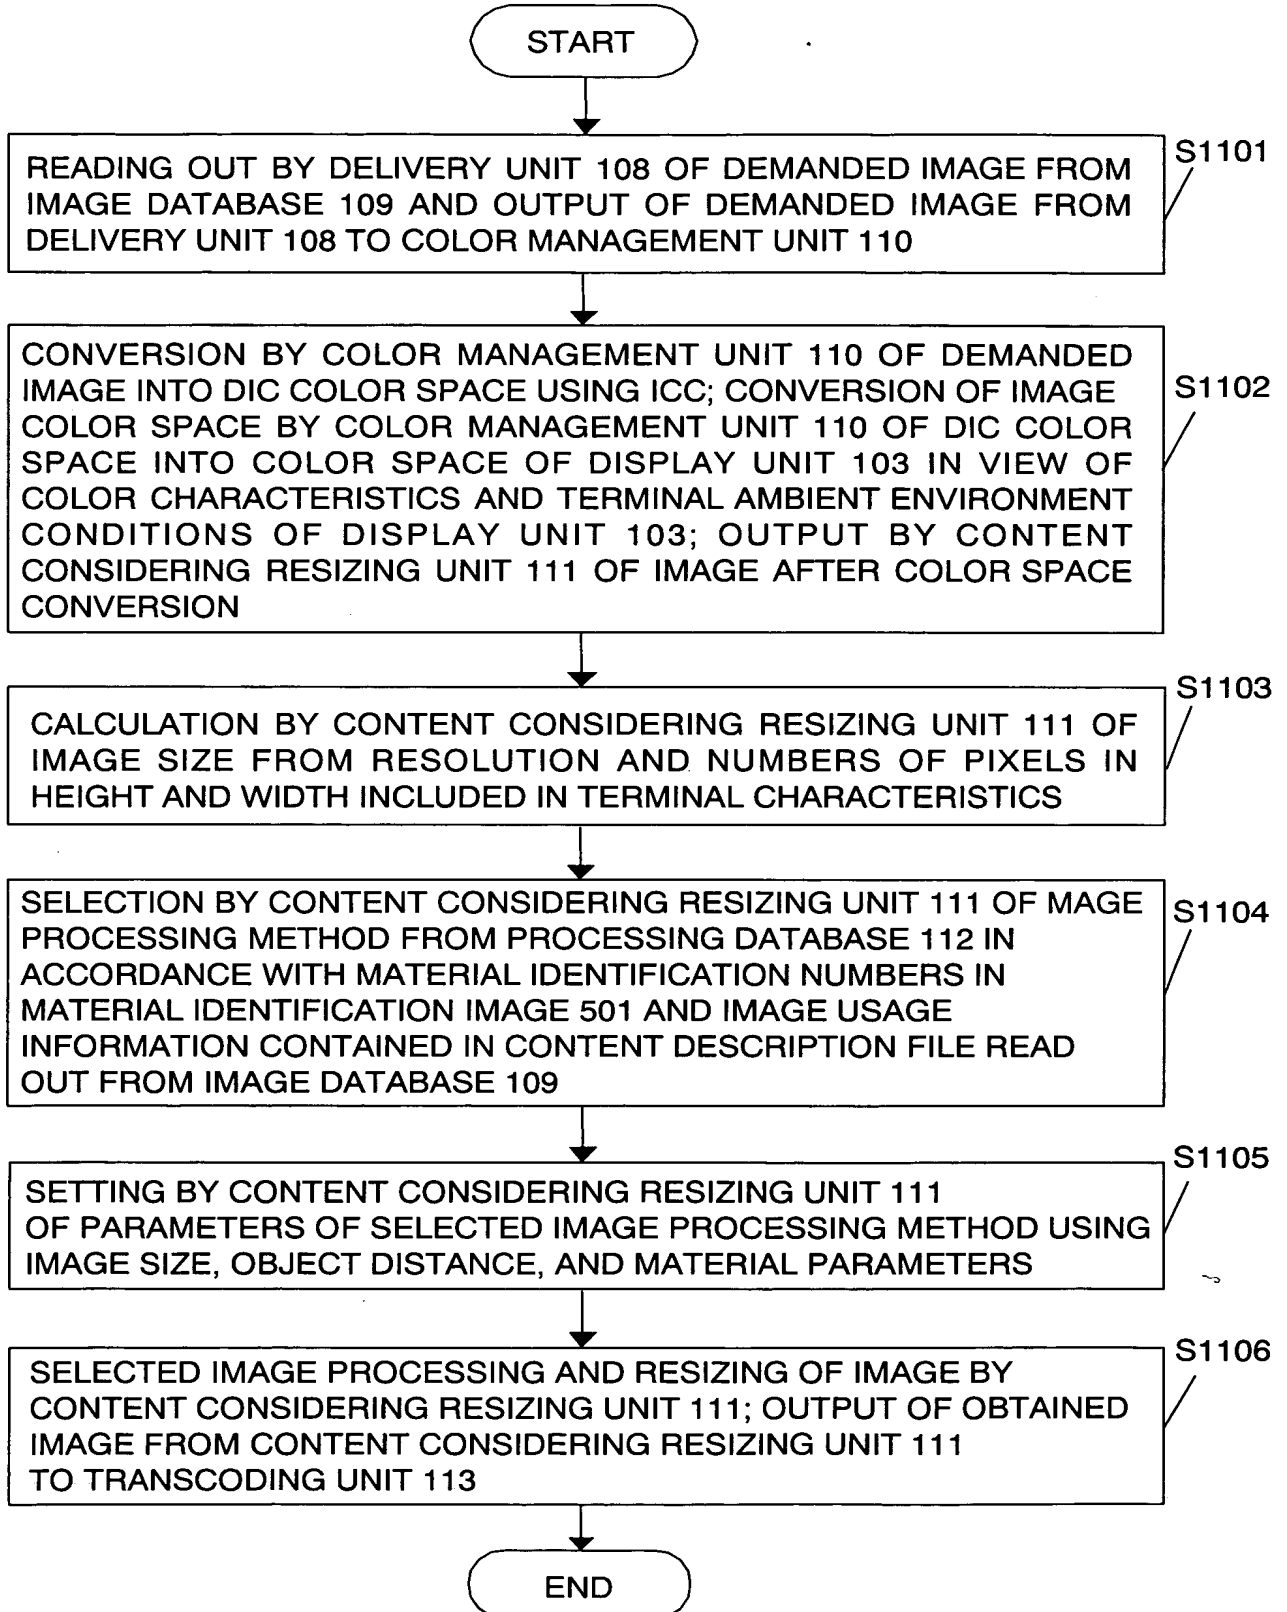 START
S1101
READING OUT BY DELIVERY UNIT 108 OF DEMANDED IMAGE FROM
IMAGE DATABASE 109 AND OUTPUT OF DEMANDED IMAGE FROM
DELIVERY UNIT 108 TO COLOR MANAGEMENT UNIT 110
S1102
CONVERSION BY COLOR MANAGEMENT UNIT 110 OF DEMANDED
IMAGE INTO DIC COLOR SPACE USING ICC; CONVERSION OF IMAGE
COLOR SPACE BY COLOR MANAGEMENT UNIT 110 OF DIC COLOR
SPACE INTO COLOR SPACE OF DISPLAY UNIT 103 IN VIEW OF
COLOR CHARACTERISTICS AND TERMINAL AMBIENT ENVIRONMENT
CONDITIONS OF DISPLAY UNIT 103; OUTPUT BY CONTENT
CONSIDERING RESIZING UNIT 111 OF IMAGE AFTER COLOR SPACE
CONVERSION
S1103
CALCULATION BY CONTENT CONSIDERING RESIZING UNIT 111 OF
IMAGE SIZE FROM RESOLUTION AND NUMBERS OF PIXELS IN
HEIGHT AND WIDTH INCLUDED IN TERMINAL CHARACTERISTICS
S1104
SELECTION BY CONTENT CONSIDERING RESIZING UNIT 111 OF MAGE
PROCESSING METHOD FROM PROCESSING DATABASE 112 IN
ACCORDANCE WITH MATERIAL IDENTIFICATION NUMBERS IN
MATERIAL IDENTIFICATION IMAGE 501 AND IMAGE USAGE
INFORMATION CONTAINED IN CONTENT DESCRIPTION FILE READ
OUT FROM IMAGE DATABASE 109
S1105
SETTING BY CONTENT CONSIDERING RESIZING UNIT 111
OF PARAMETERS OF SELECTED IMAGE PROCESSING METHOD USING
IMAGE SIZE, OBJECT DISTANCE, AND MATERIAL PARAMETERS
S1106
SELECTED IMAGE PROCESSING AND RESIZING OF IMAGE BY
CONTENT CONSIDERING RESIZING UNIT 111; OUTPUT OF OBTAINED
IMAGE FROM CONTENT CONSIDERING RESIZING UNIT 111
TO TRANSCODING UNIT 113
END